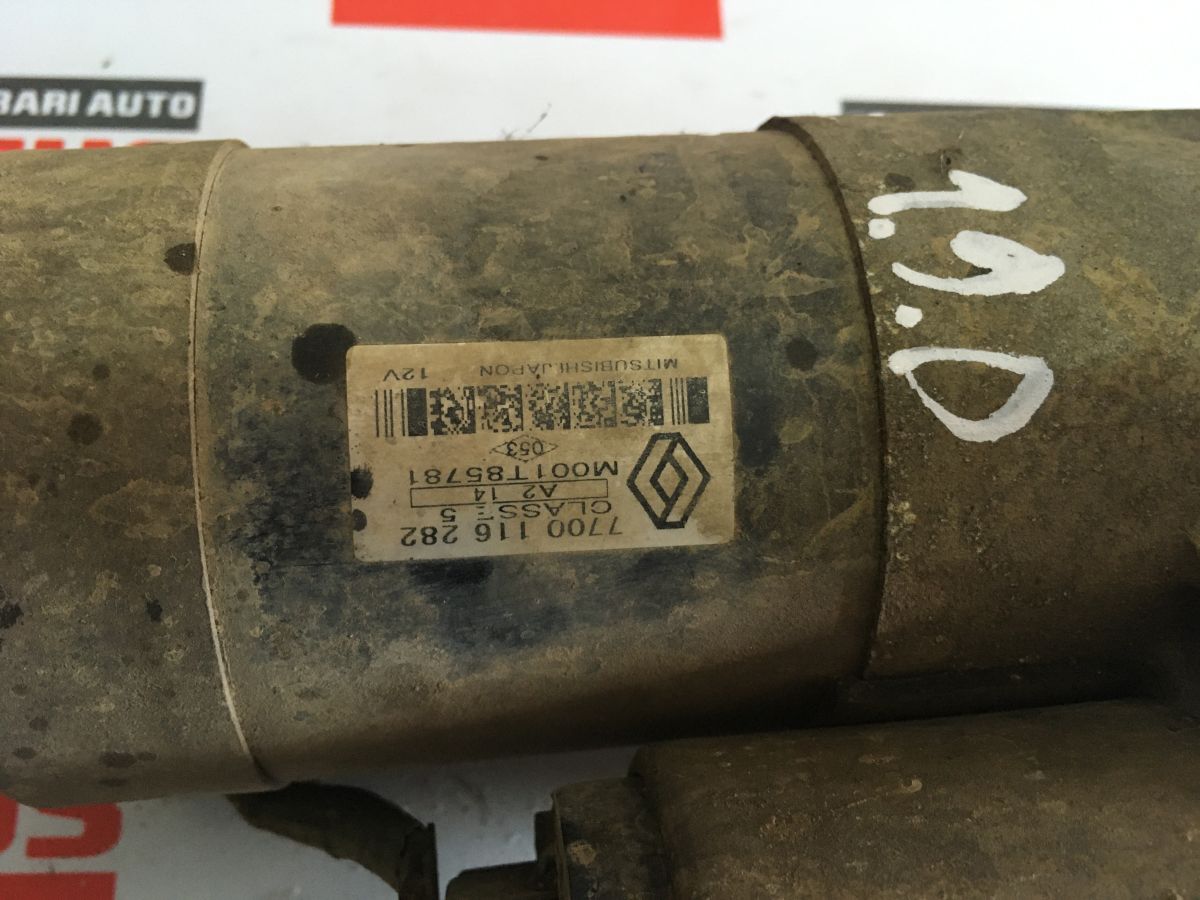 RARI AUTO
1.9.D
7700 116 282
CLASS : 5
A2 14
M001T85781
053
MITSUBISHI.JAPON 12V